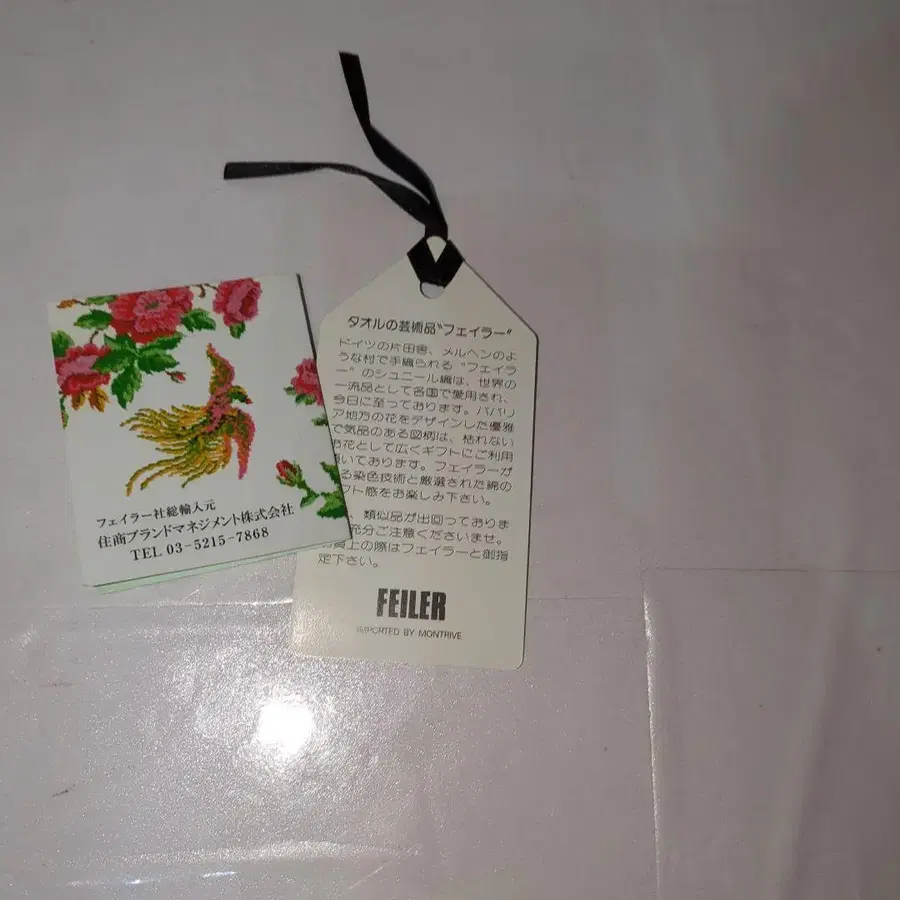 フェイラー社総輸入元
住商ブランドマネジメント株式会社
TEL 03-5215-7868
タオルの芸術品“フェイラー”
ドイツの片田舎、メルヘンのよ
うな村で手織られる“フェイラ
ー”のシュニール織は、世界の
一流品として各国で愛用され、
今日に至っております。ババリ
ア地方の花をデザインした優雅
で気品のある図柄は、枯れない
お花として広くギフトにご利用
頂いております。フェイラーが
る染色技術と厳選された綿の
フト感をお楽しみ下さい。
、類似品が出回っておりま
充分ご注意くださいませ。
上の際はフェイラーと御指
定下さい。
FEILER
IMPORTED BY MONTRIVE